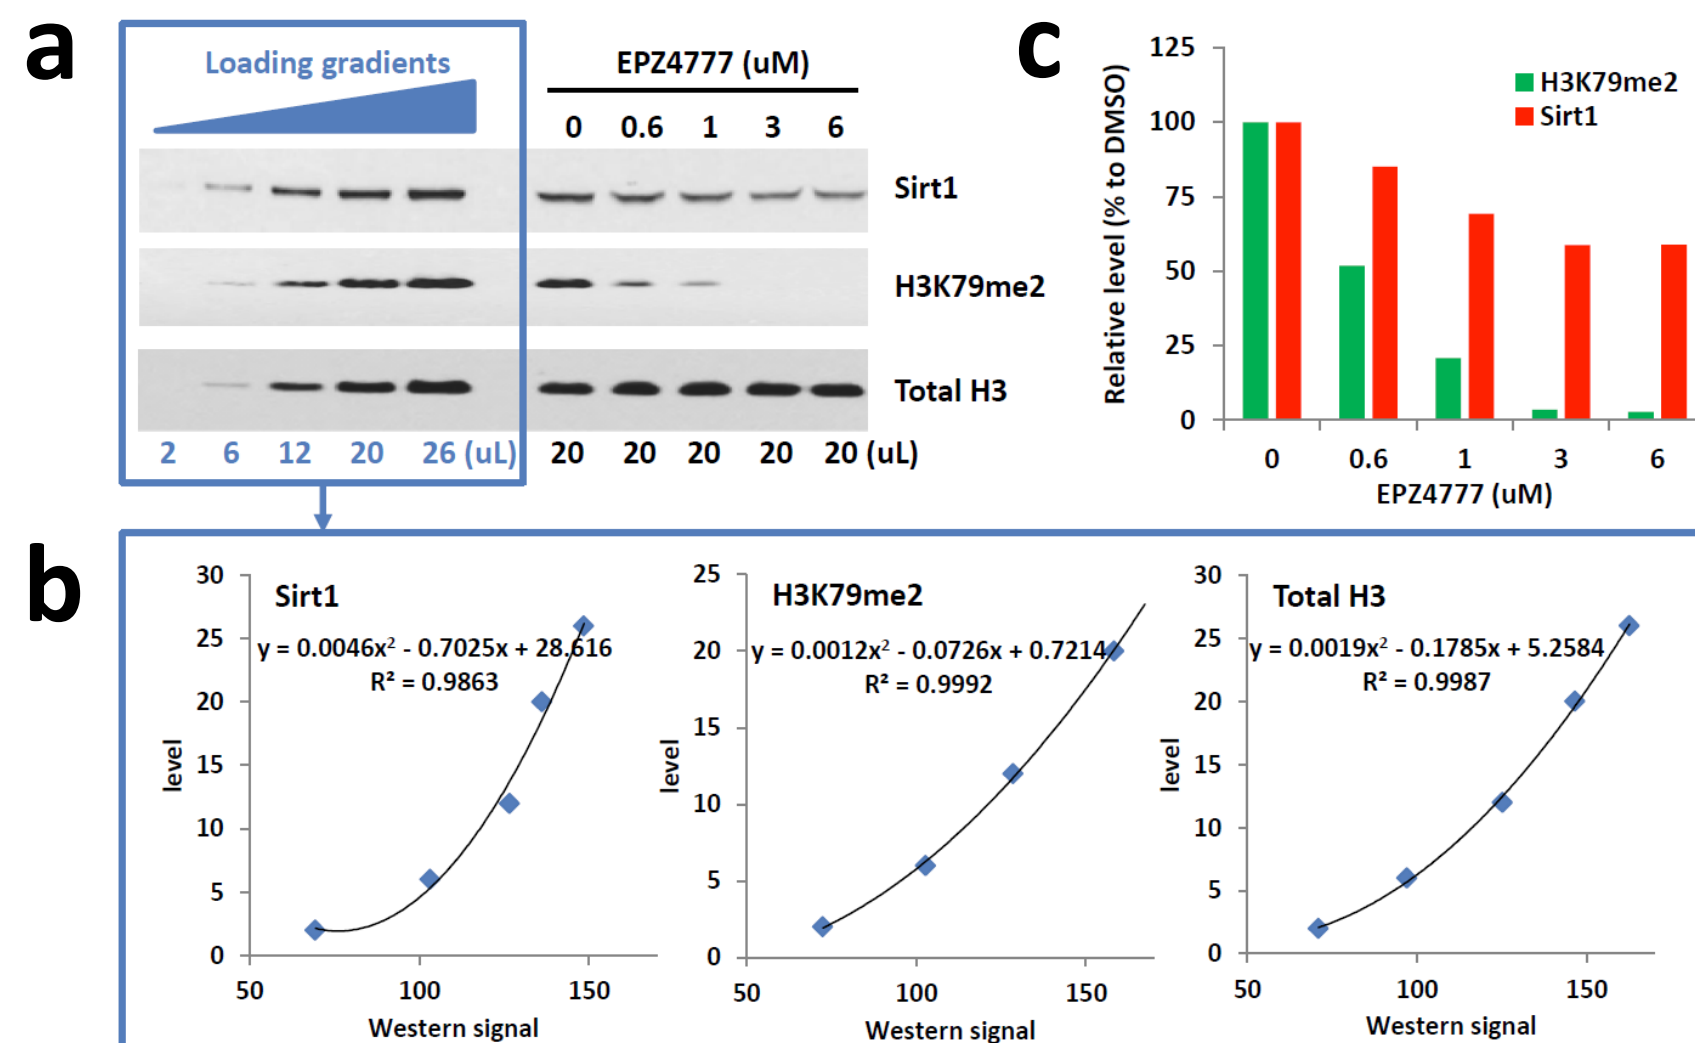 a
Loading gradients
EPZ4777 (uM)
0 0.6 1 3 6
Sirt1
H3K79me2
Total H3
2 6 12 20 26 (uL)
20 20 20 20 20 (uL)
c
Relative level (% to DMSO)
125
100
75
50
25
0
H3K79me2
Sirt1
0 0.6 1 3 6
EPZ4777 (uM)
b
Sirt1
y = 0.0046x² - 0.7025x + 28.616
R² = 0.9863
level
30
25
20
15
10
5
0
50 100 150
Western signal
H3K79me2
y = 0.0012x² - 0.0726x + 0.7214
R² = 0.9992
level
25
20
15
10
5
0
50 100 150
Western signal
Total H3
y = 0.0019x² - 0.1785x + 5.2584
R² = 0.9987
level
30
25
20
15
10
5
0
50 100 150
Western signal